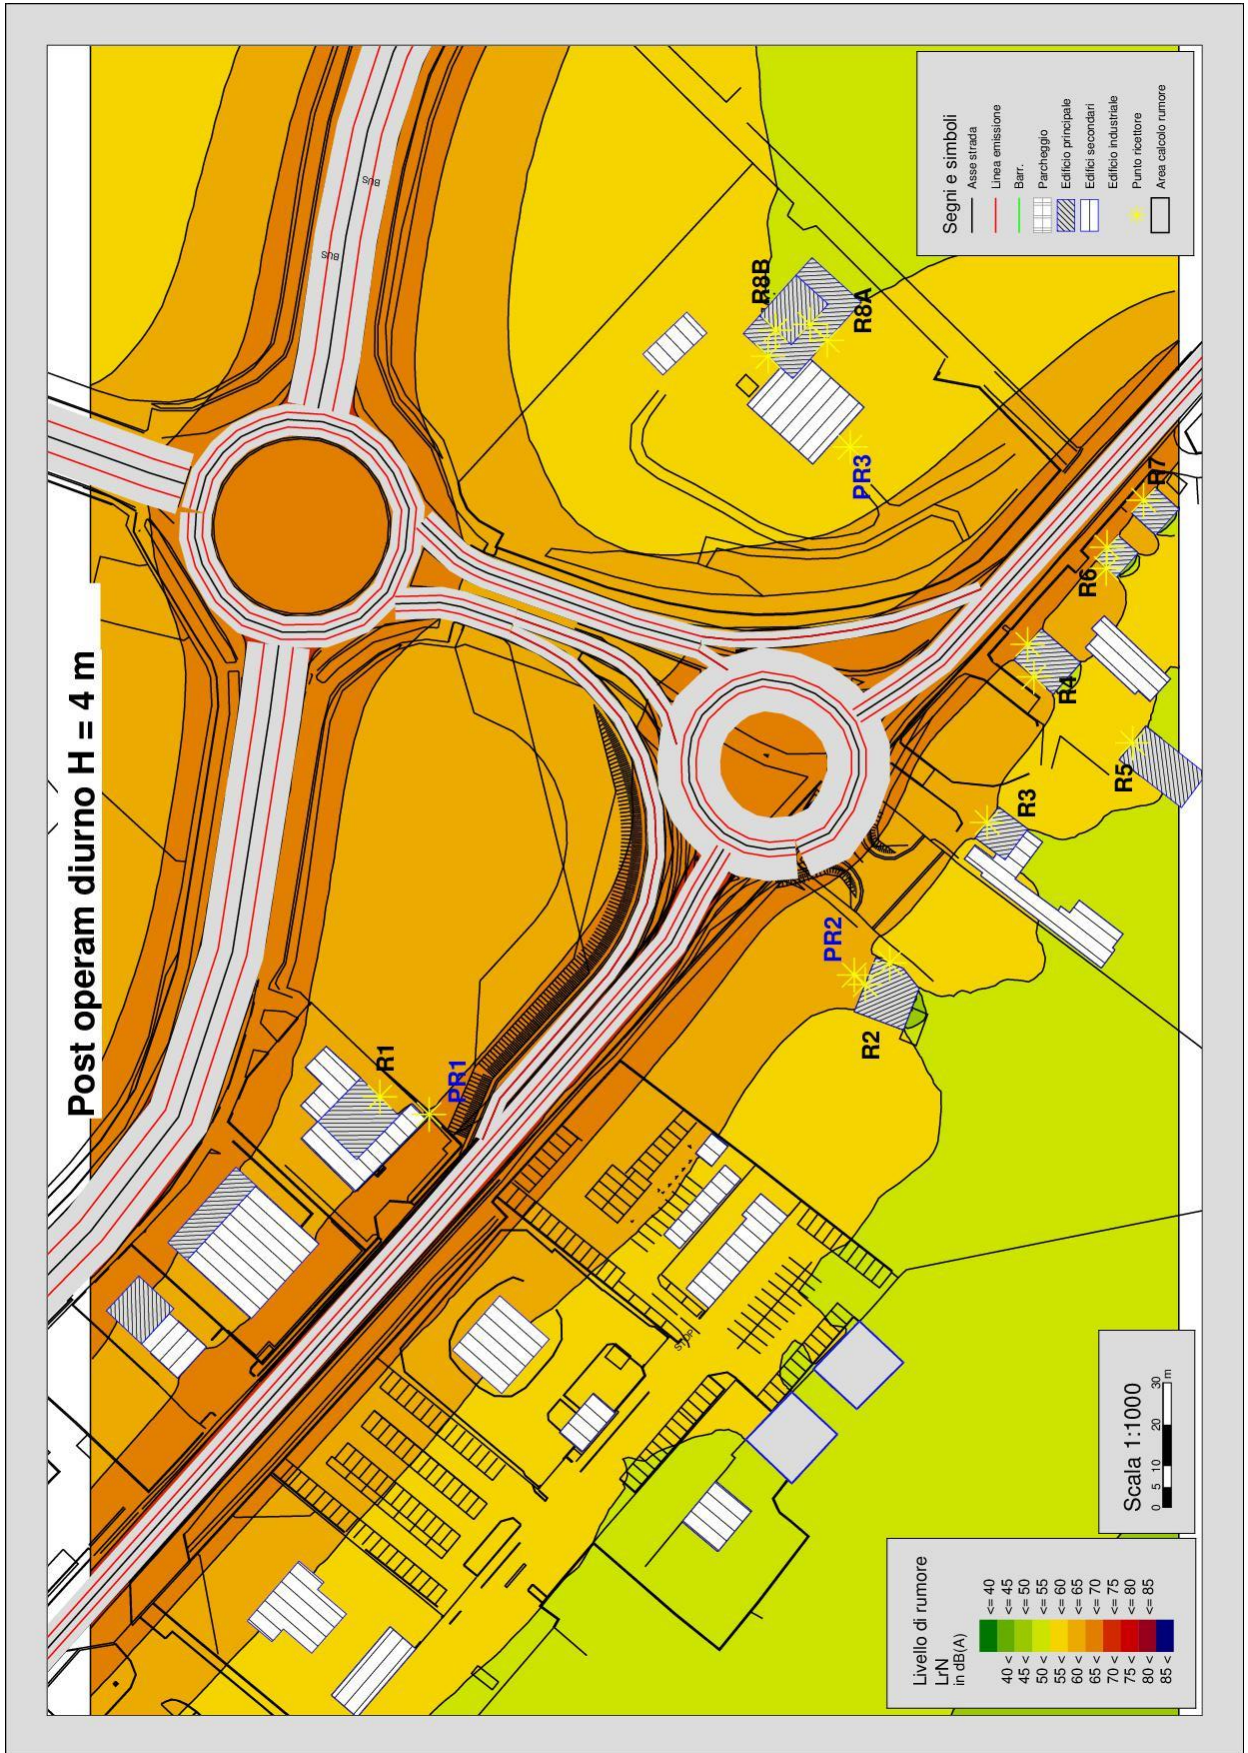 Post operam diurno H = 4 m
Segni e simboli
Asse strada
Linea emissione
Barr.
Parcheggio
Edificio principale
Edifici secondari
Edificio industriale
Punto ricettore
Area calcolo rumore
BUS
BUS
R8B
R8A
PR3
R7
R6
R4
R5
R3
PR2
R2
R1
PR1
STOP
Scala 1:1000
0 5 10 20 30
m
Livello di rumore
LrN
in dB(A)
<= 40
40 < <= 45
45 < <= 50
50 < <= 55
55 < <= 60
60 < <= 65
65 < <= 70
70 < <= 75
75 < <= 80
80 < <= 85
85 <